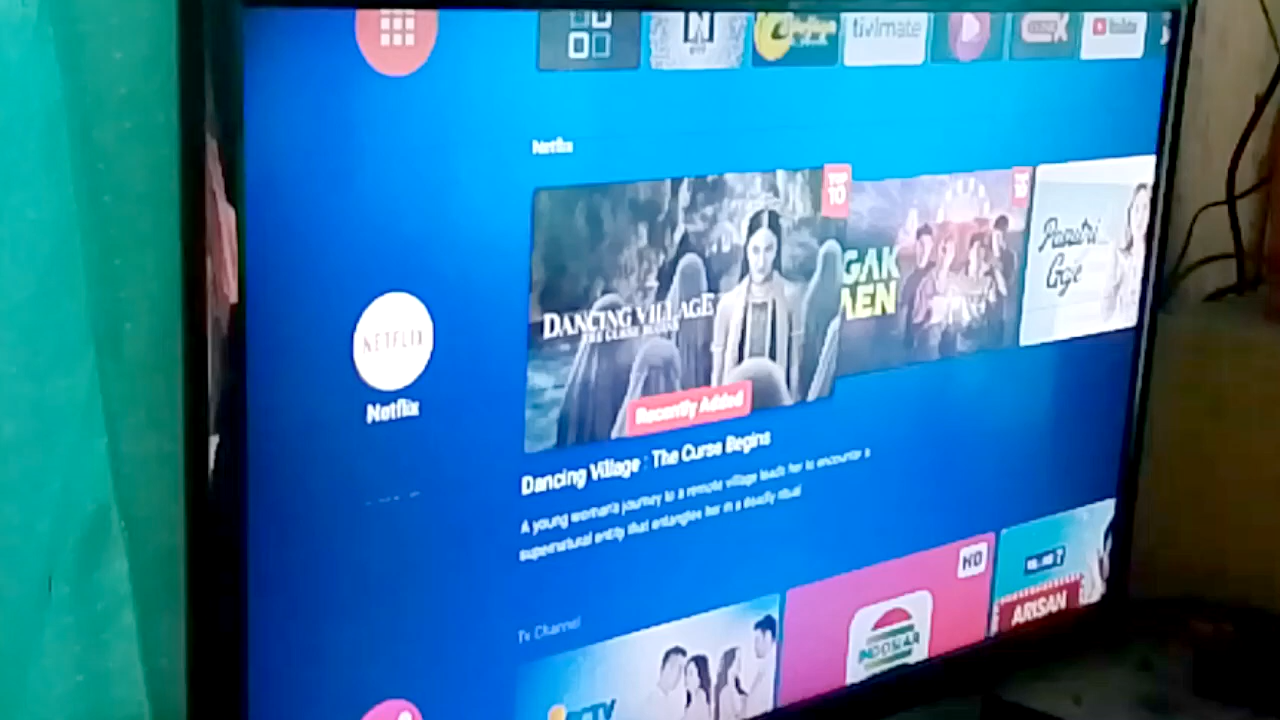 tivimate
YouTube
Netflix
TOP
10
TOP
10
DANCING VILLAGE
THE CURSE BEGINS
GAK
AEN
Recently Added
NETFLIX
Netflix
Dancing Village : The Curse Begins
A young woman's journey to a remote village leads her to encounter a
supernatural entity that entangles her in a deadly ritual
Tv Channel
HD
INDOSIAR
ARISAN